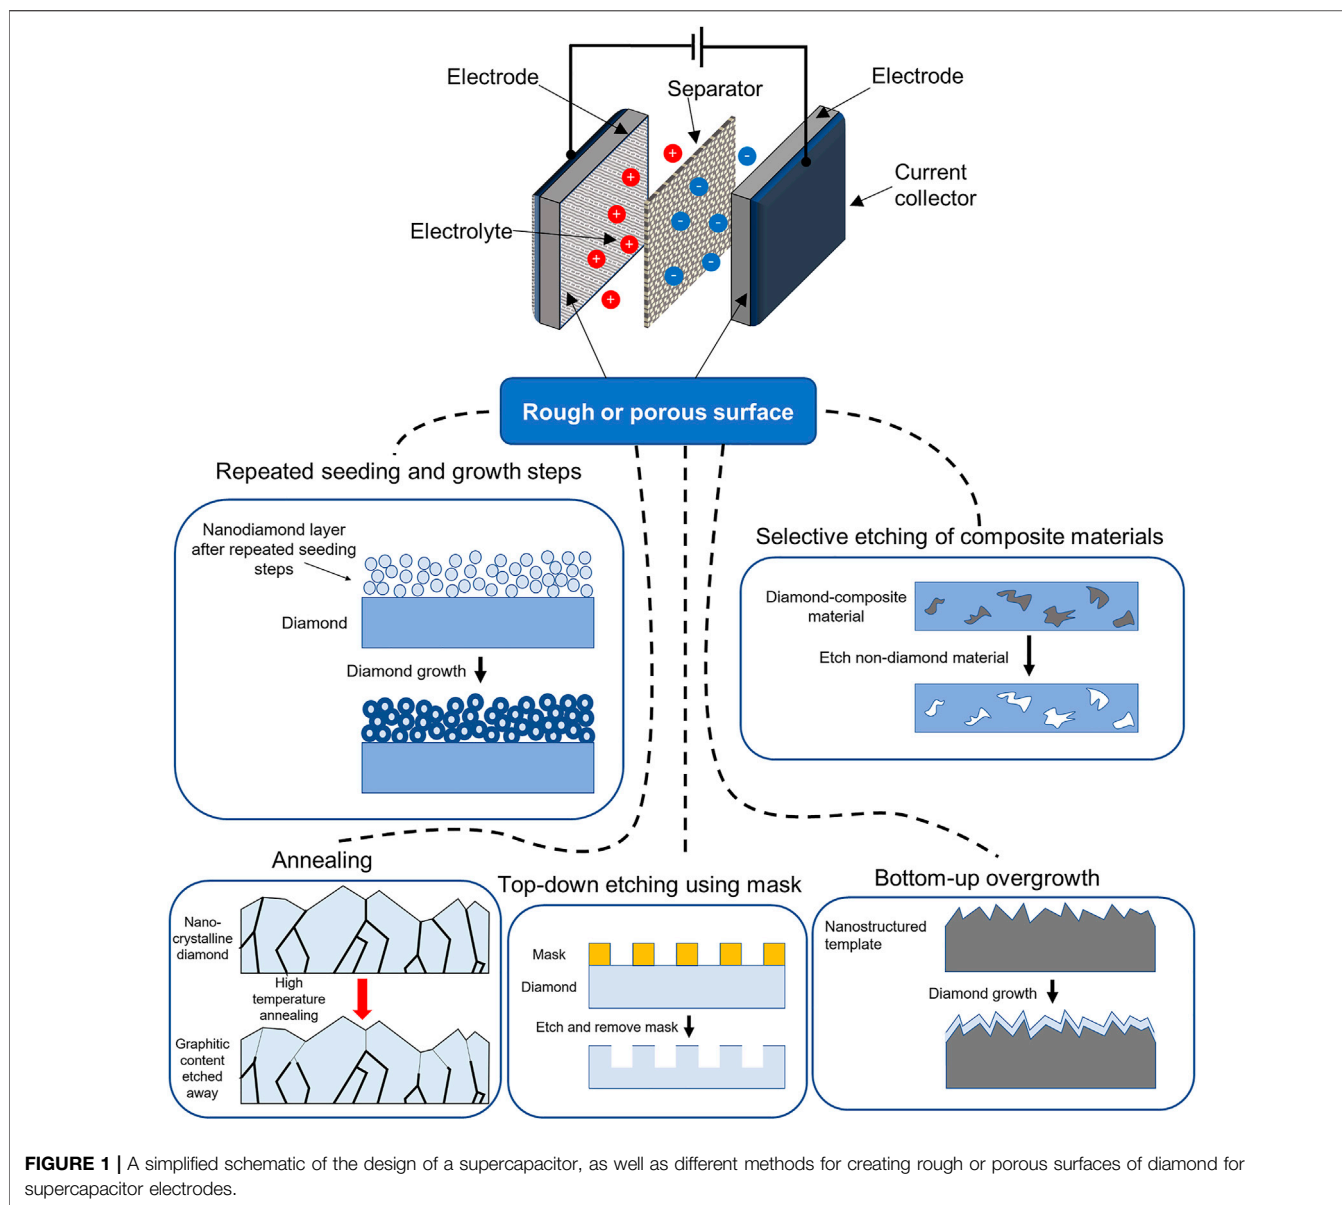 Electrode
Separator
Electrode
+
+
+
+
+
+
+
-
-
-
-
-
-
Current
collector
Electrolyte
Rough or porous surface
Repeated seeding and growth steps
Nanodiamond layer
after repeated seeding
steps
Diamond
Diamond growth
Selective etching of composite materials
Diamond-composite
material
Etch non-diamond material
Annealing
Nano-
crystalline
diamond
High
temperature
annealing
Graphitic
content
etched
away
Top-down etching using mask
Mask
Diamond
Etch and remove mask
Bottom-up overgrowth
Nanostructured
template
Diamond growth
FIGURE 1 | A simplified schematic of the design of a supercapacitor, as well as different methods for creating rough or porous surfaces of diamond for
supercapacitor electrodes.